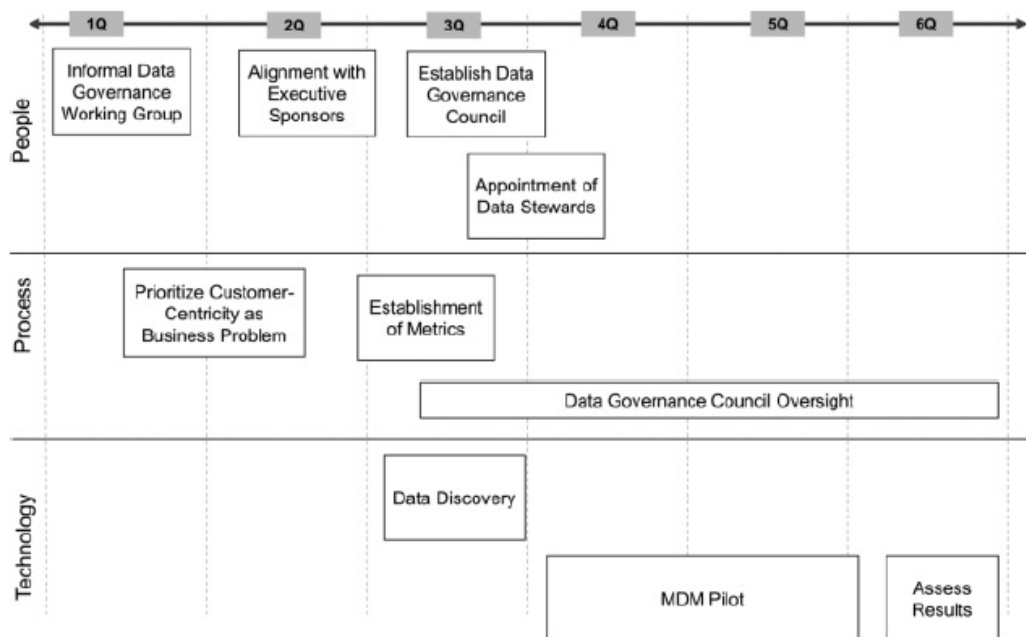 1Q 2Q 3Q 4Q 5Q 6Q
People
Informal Data
Governance
Working Group
Alignment with
Executive
Sponsors
Establish Data
Governance
Council
Appointment of
Data Stewards
Process
Prioritize Customer-
Centricity as
Business Problem
Establishment
of Metrics
Data Governance Council Oversight
Technology
Data Discovery
MDM Pilot
Assess
Results